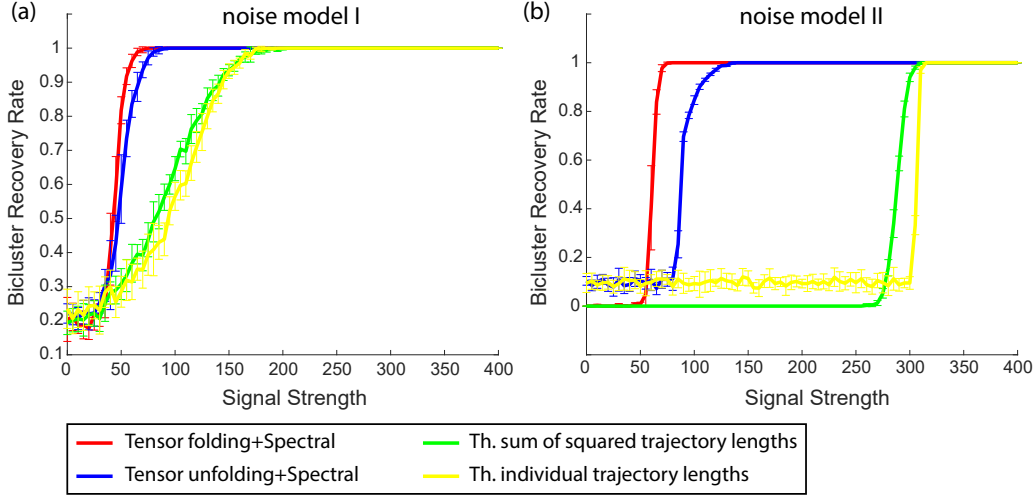 (a)
noise model I
Bicluster Recovery Rate
1
0.9
0.8
0.7
0.6
0.5
0.4
0.3
0.2
0.1
0
50
100
150
200
250
300
350
400
Signal Strength
(b)
noise model II
Bicluster Recovery Rate
1
0.8
0.6
0.4
0.2
0
0
50
100
150
200
250
300
350
400
Signal Strength
Tensor folding+Spectral
Tensor unfolding+Spectral
Th. sum of squared trajectory lengths
Th. individual trajectory lengths